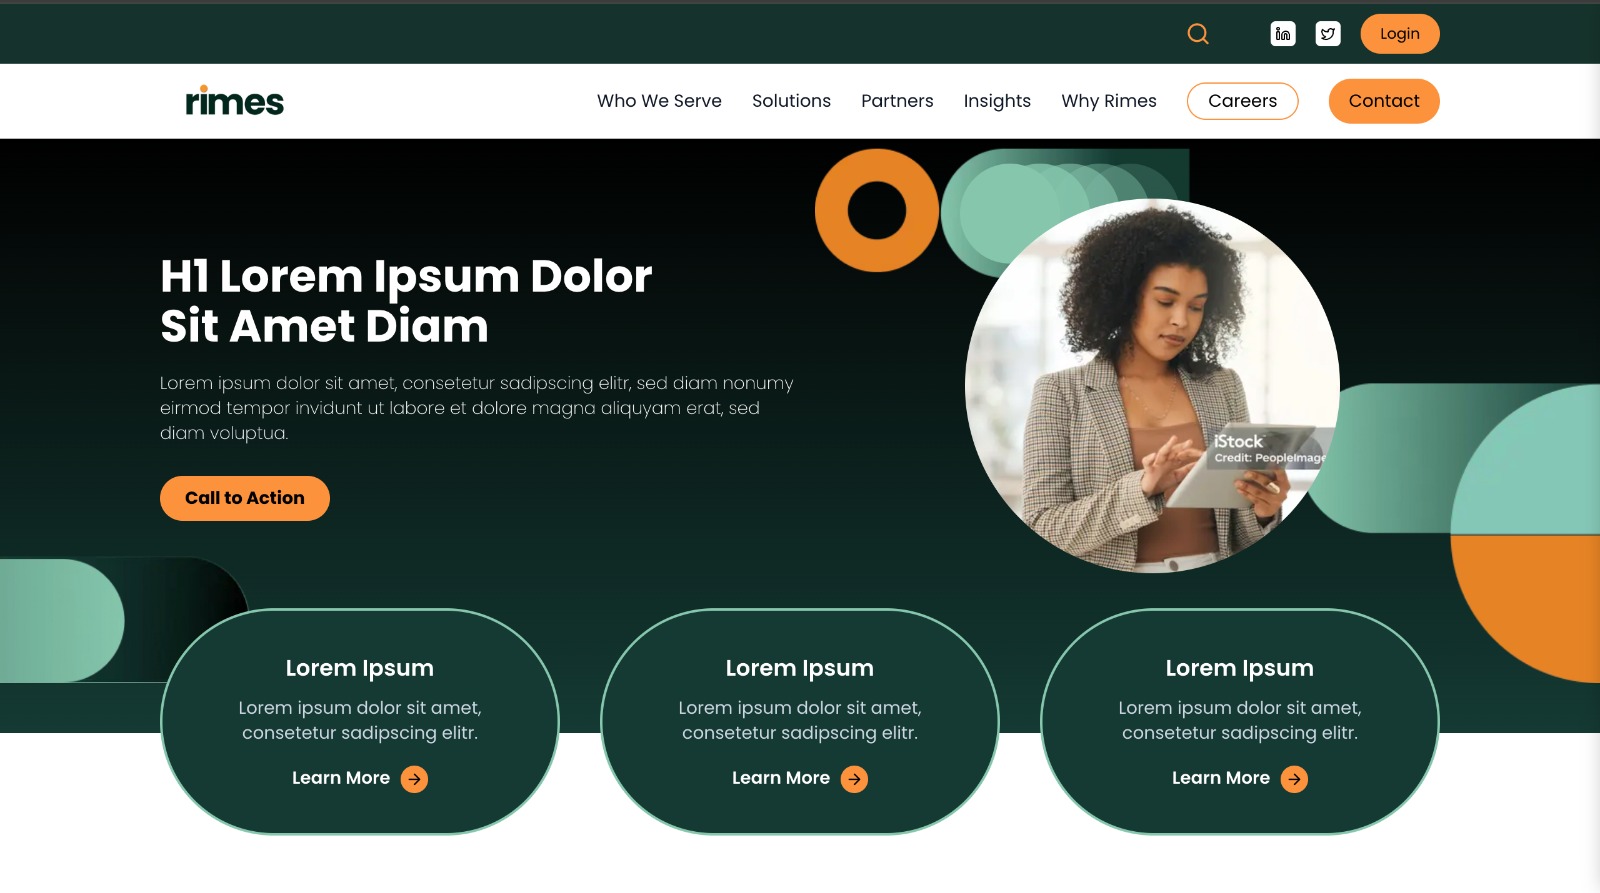 Login
rimes
Who We Serve Solutions Partners Insights Why Rimes Careers Contact
H1 Lorem Ipsum Dolor
Sit Amet Diam
Lorem ipsum dolor sit amet, consetetur sadipscing elitr, sed diam nonumy
eirmod tempor invidunt ut labore et dolore magna aliquyam erat, sed
diam voluptua.
Call to Action
iStock
Credit: PeopleImage
Lorem Ipsum
Lorem ipsum dolor sit amet,
consetetur sadipscing elitr.
Learn More
Lorem Ipsum
Lorem ipsum dolor sit amet,
consetetur sadipscing elitr.
Learn More
Lorem Ipsum
Lorem ipsum dolor sit amet,
consetetur sadipscing elitr.
Learn More